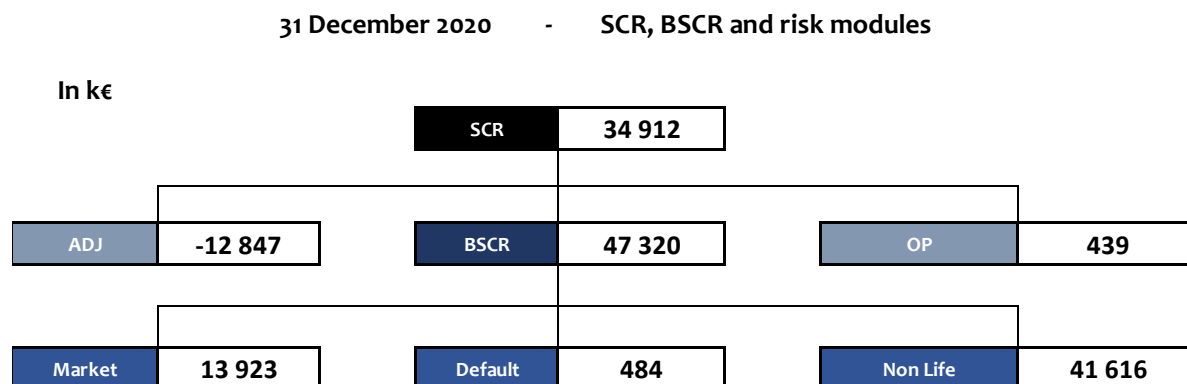 31 December 2020 - SCR, BSCR and risk modules
In k€
SCR 34 912
ADJ -12 847 BSCR 47 320 OP 439
Market 13 923 Default 484 Non Life 41 616